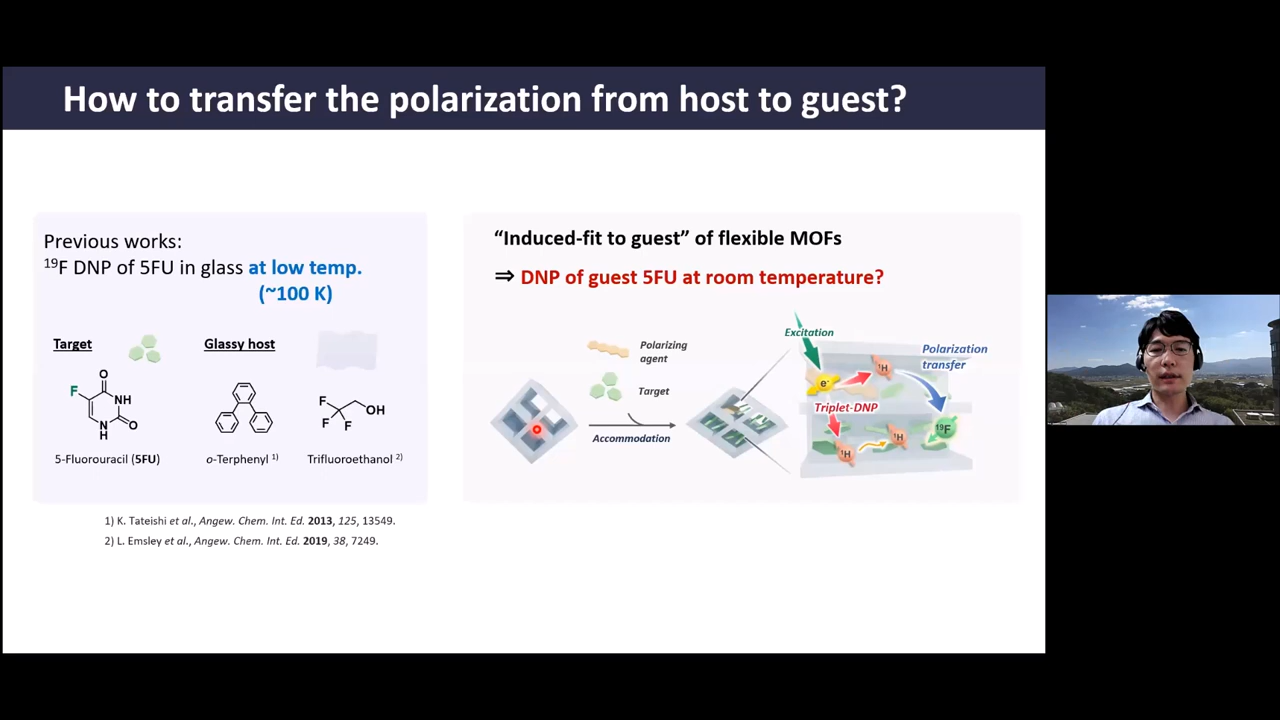 How to transfer the polarization from host to guest?
Previous works:
19F DNP of 5FU in glass at low temp.
(~100 K)
Target
Glassy host
F
O
NH
O
N
H
F
F
F
OH
5-Fluorouracil (5FU)
o-Terphenyl 1)
Trifluoroethanol 2)
1) K. Tateishi et al., Angew. Chem. Int. Ed. 2013, 125, 13549.
2) L. Emsley et al., Angew. Chem. Int. Ed. 2019, 38, 7249.
“Induced-fit to guest” of flexible MOFs
⇒ DNP of guest 5FU at room temperature?
Polarizing
agent
Target
Accommodation
Excitation
e-
1H
Polarization
transfer
Triplet-DNP
1H
1H
19F